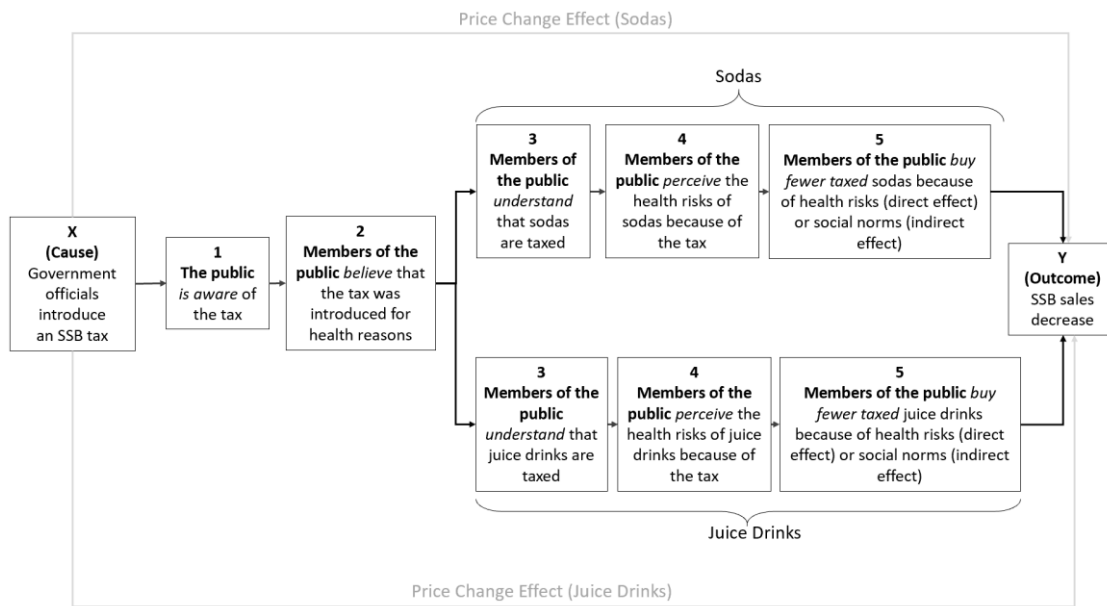 Price Change Effect (Sodas)
Sodas
X
(Cause)
Government
officials
introduce
an SSB tax
1
The public
is aware of
the tax
2
Members of the
public believe that
the tax was
introduced for
health reasons
3
Members of
the public
understand
that sodas
are taxed
4
Members of the
public perceive the
health risks of
sodas because of
the tax
5
Members of the public buy
fewer taxed sodas because
of health risks (direct effect)
or social norms (indirect
effect)
3
Members of the
public
understand that
juice drinks are
taxed
4
Members of the
public perceive the
health risks of juice
drinks because of
the tax
5
Members of the public buy
fewer taxed juice drinks
because of health risks (direct
effect) or social norms (indirect
effect)
Y
(Outcome)
SSB sales
decrease
Juice Drinks
Price Change Effect (Juice Drinks)